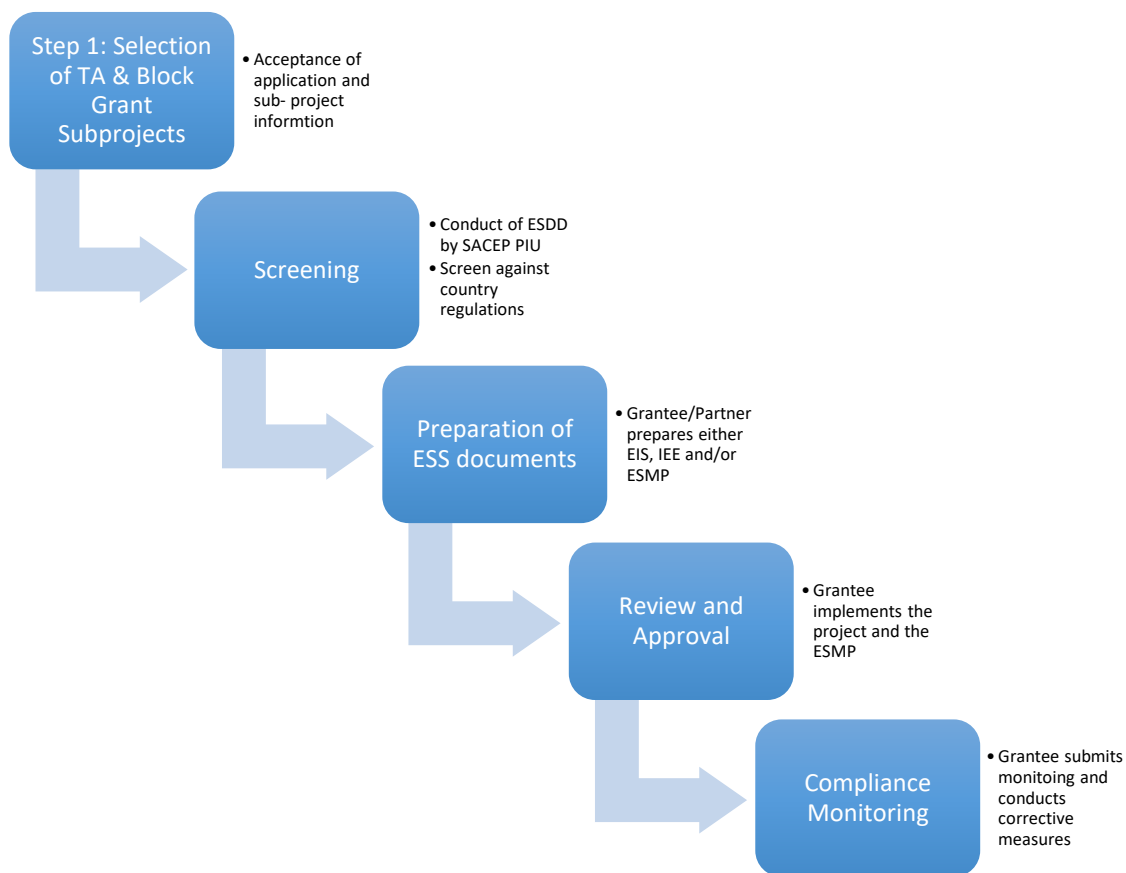 Step 1: Selection
of TA & Block
Grant
Subprojects
• Acceptance of
application and
sub- project
informtion
Screening
• Conduct of ESDD
by SACEP PIU
• Screen against
country
regulations
Preparation of
ESS documents
• Grantee/Partner
prepares either
EIS, IEE and/or
ESMP
Review and
Approval
• Grantee
implements the
project and the
ESMP
Compliance
Monitoring
• Grantee submits
monitoing and
conducts
corrective
measures